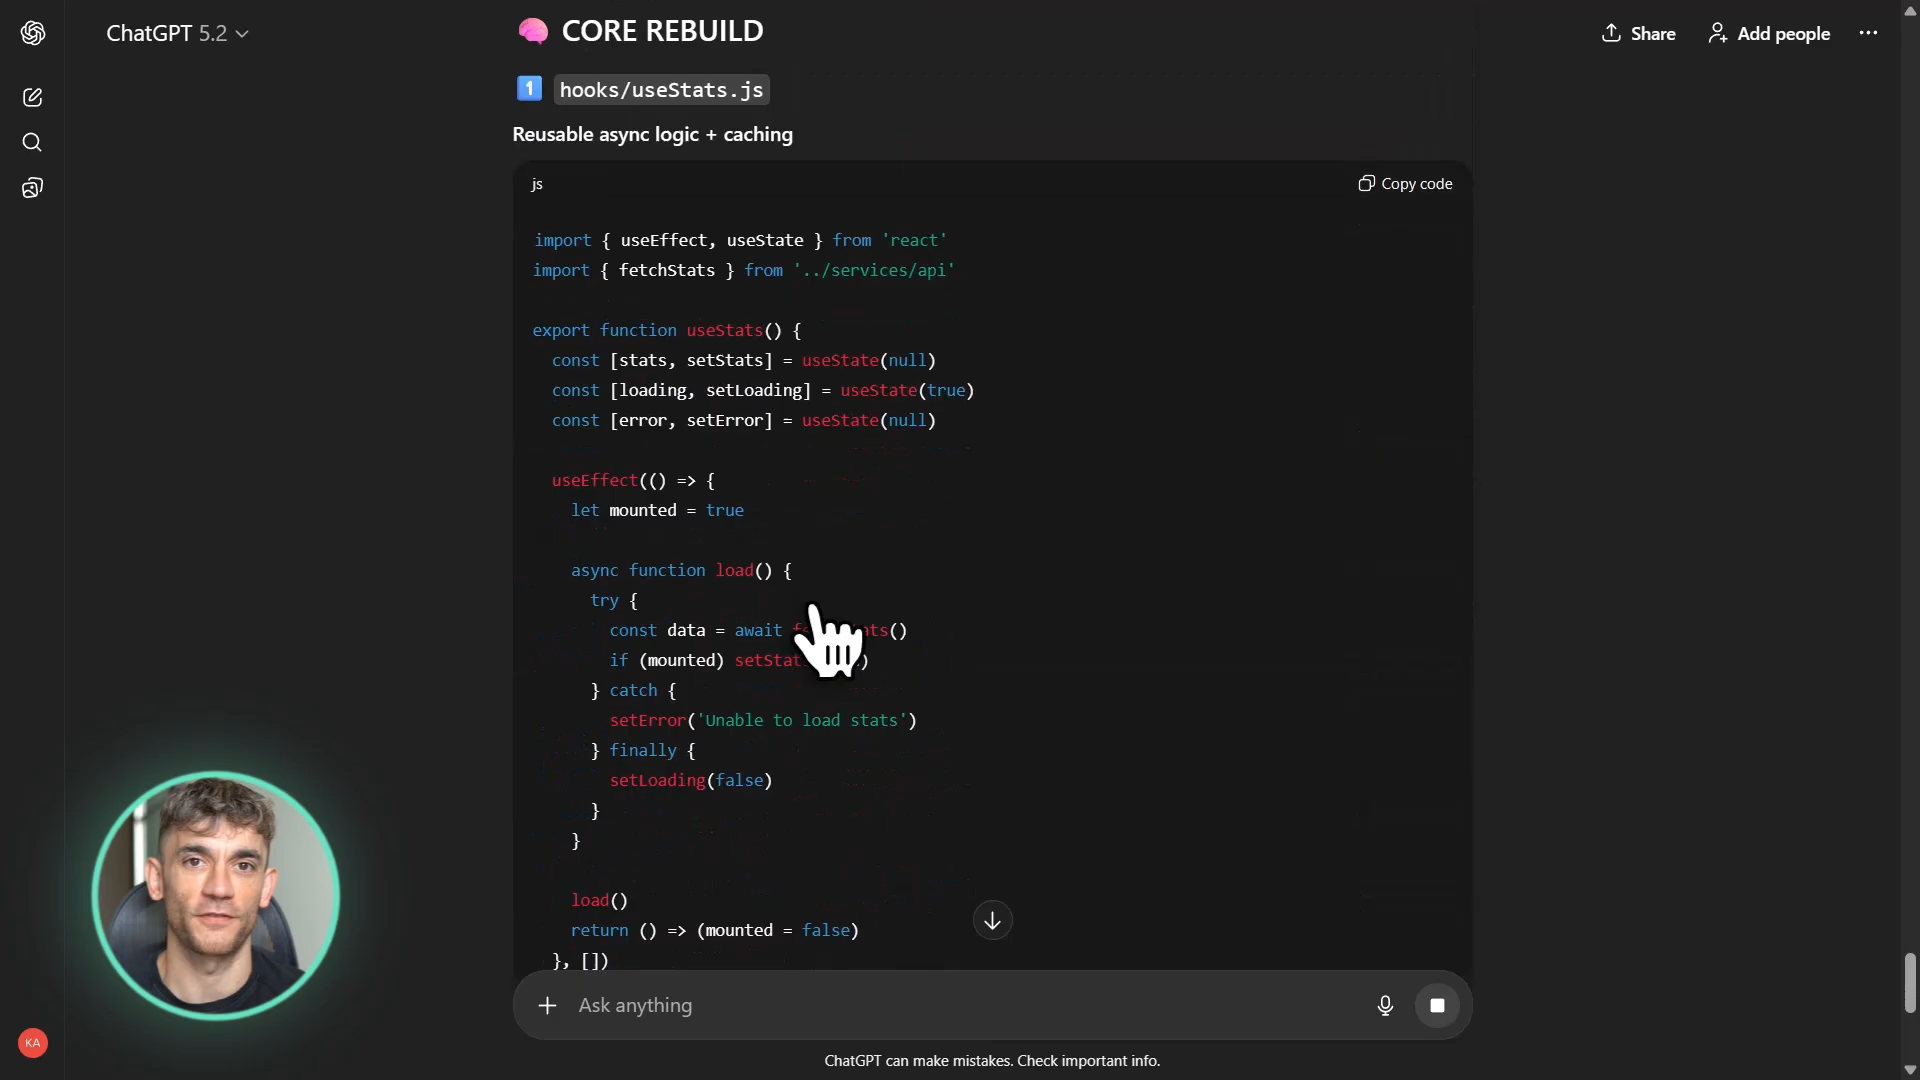 ChatGPT 5.2
🧠 CORE REBUILD
Share
Add people
1 hooks/useStats.js
Reusable async logic + caching
js
Copy code
import { useEffect, useState } from 'react'
import { fetchStats } from '../services/api'
export function useStats() {
const [stats, setStats] = useState(null)
const [loading, setLoading] = useState(true)
const [error, setError] = useState(null)
useEffect(() => {
let mounted = true
async function load() {
try {
const data = await ()
if (mounted) )
} catch {
setError('Unable to load stats')
} finally {
setLoading(false)
}
}
load()
return () => (mounted = false)
}, [])
Ask anything
KA
ChatGPT can make mistakes. Check important info.